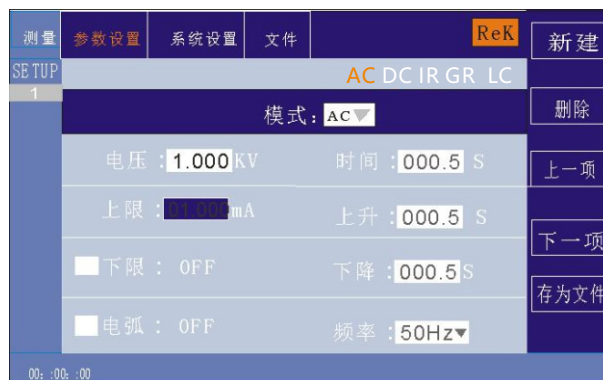 测量 参数设置 系统设置 文件 ReK 新建
SETUP AC DC IR GR LC
1
模式：AC 删除
电压：1.000 KV 时间：000.5 S 上一项
上限：01.000mA 上升：000.5 S
下一项
下限：OFF 下降：000.5 S
存为文件
电弧：OFF 频率：50Hz
00: :00: :00